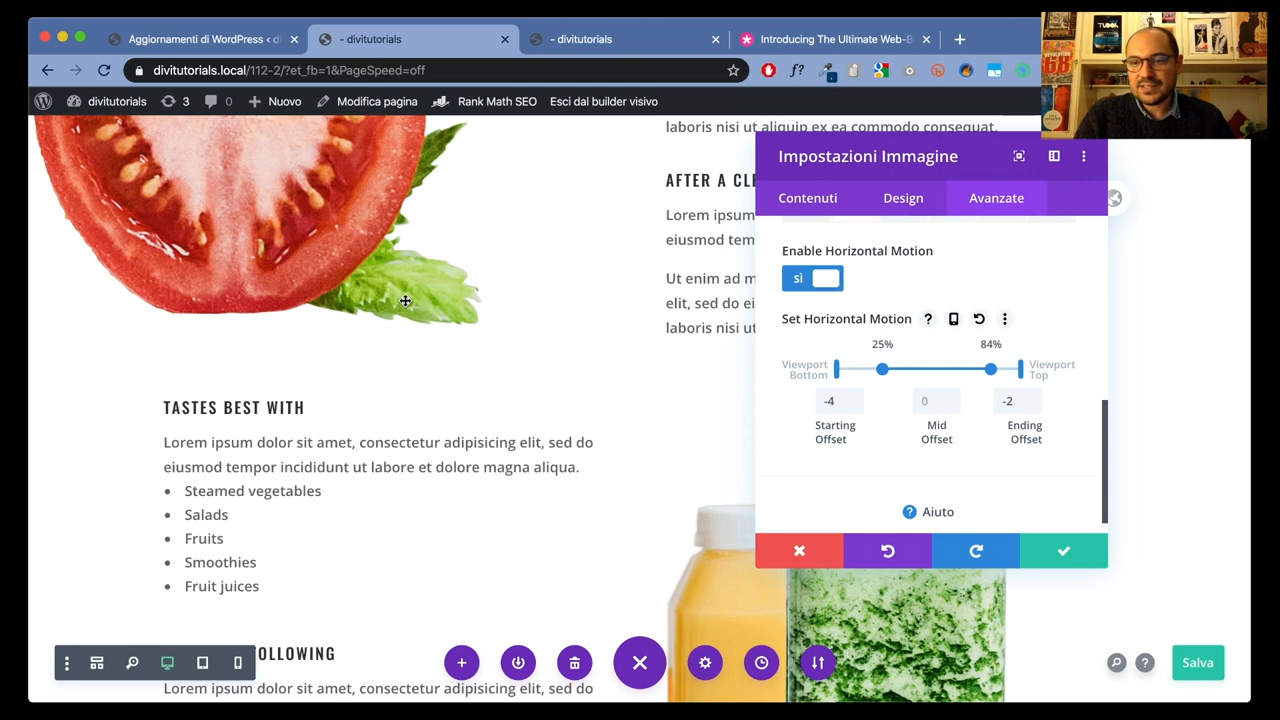 Aggiornamenti di WordPress ‹ di
- divitutorials
- divitutorials
Introducing The Ultimate Web-B
divitutorials.local/112-2/?et_fb=1&PageSpeed=off
divitutorials
3
0
Nuovo
Modifica pagina
Rank Math SEO
Esci dal builder visivo
laboris nisi ut aliquip ex ea commodo consequat.
AFTER A CLE
Lorem ipsum
eiusmod tem
Ut enim ad m
elit, sed do ei
laboris nisi ut
Impostazioni Immagine
Contenuti
Design
Avanzate
Enable Horizontal Motion
sì
Set Horizontal Motion
25%
84%
Viewport
Bottom
Viewport
Top
-4
0
-2
Starting
Offset
Mid
Offset
Ending
Offset
Aiuto
TASTES BEST WITH
Lorem ipsum dolor sit amet, consectetur adipisicing elit, sed do
eiusmod tempor incididunt ut labore et dolore magna aliqua.
• Steamed vegetables
• Salads
• Fruits
• Smoothies
• Fruit juices
OLLOWING
Lorem ipsum dolor sit amet, consectetur adipisicing elit, sed do
Salva